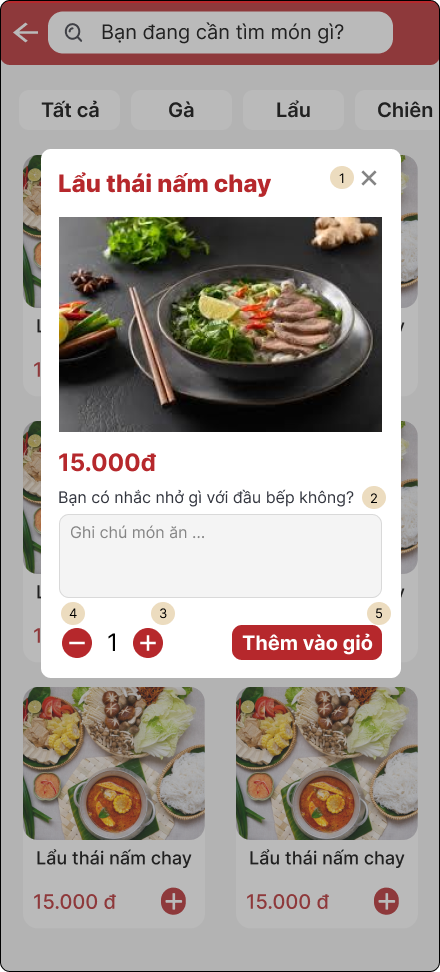 Bạn đang cần tìm món gì?
Tất cả Gà Lẩu Chiên
Lẩu thái nấm chay 1
15.000đ
Bạn có nhắc nhở gì với đầu bếp không? 2
Ghi chú món ăn ...
4 3 5
1 Thêm vào giỏ
Lẩu thái nấm chay Lẩu thái nấm chay
15.000 đ 15.000 đ